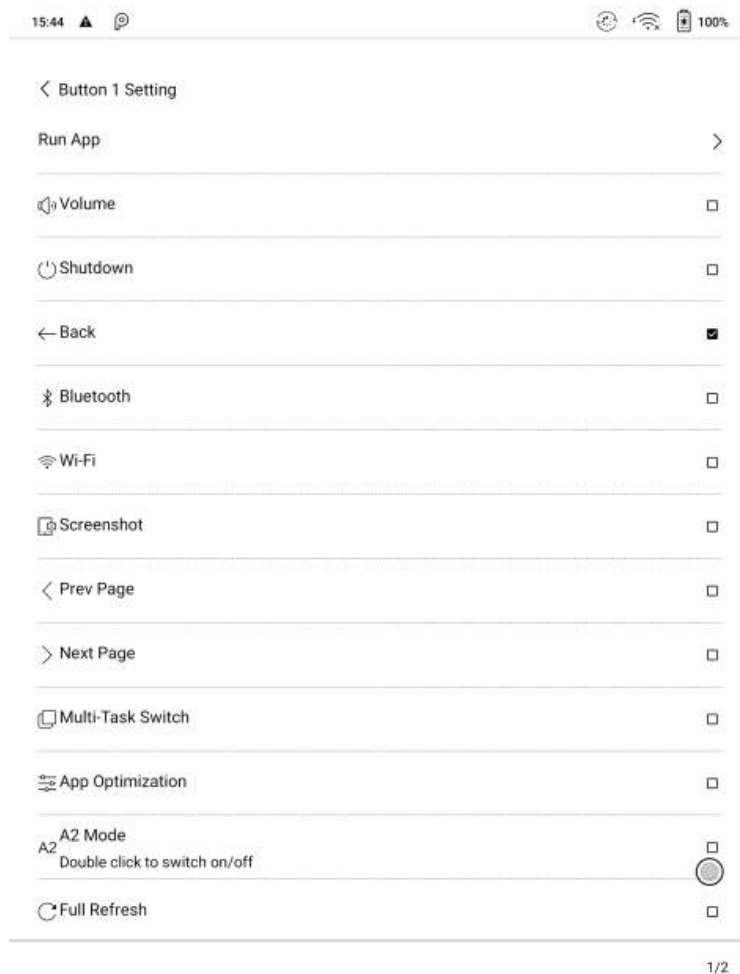 15:44
100%
Button 1 Setting
Run App
Volume
Shutdown
Back
Bluetooth
Wi-Fi
Screenshot
Prev Page
Next Page
Multi-Task Switch
App Optimization
A2
A2 Mode
Double click to switch on/off
Full Refresh
1/2